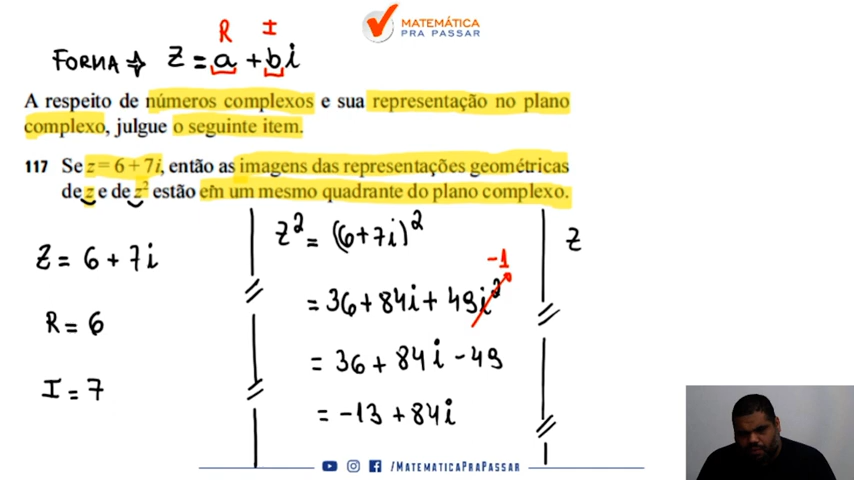 MATEMÁTICA
PRA PASSAR
R I
FORMA → Z = a + bi
A respeito de números complexos e sua representação no plano
complexo, julgue o seguinte item.
117 Se z = 6 + 7i, então as imagens das representações geométricas
de z e de z² estão em um mesmo quadrante do plano complexo.
Z = 6 + 7i
R = 6
I = 7
Z² = (6+7i)²
-1
= 36 + 84i + 49i²
= 36 + 84i - 49
= -13 + 84i
Z
/MATEMATICAPRAPASSAR